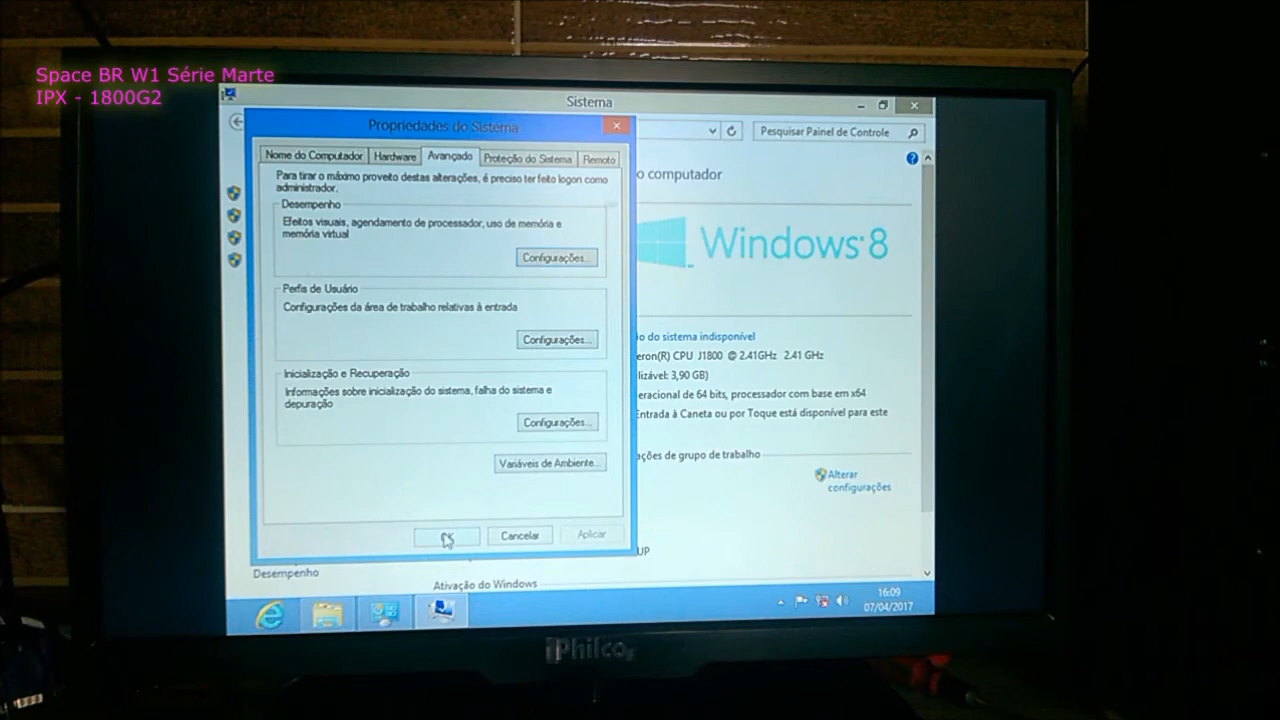 Space BR W1 Série Marte
IPX - 1800G2
Sistema
Propriedades do Sistema
Pesquisar Painel de Controle
Nome do Computador
Hardware
Avançado
Proteção do Sistema
Remoto
Para tirar o máximo proveito destas alterações, é preciso ter feito logon como
administrador.
Desempenho
Efeitos visuais, agendamento de processador, uso de memória e
memória virtual
Configurações...
Perfis de Usuário
Configurações da área de trabalho relativas à entrada
Configurações...
Inicialização e Recuperação
Informações sobre inicialização do sistema, falha do sistema e
depuração
Configurações...
Variáveis de Ambiente...
Cancelar
Aplicar
o computador
Windows 8
o do sistema indisponível
eron(R) CPU J1800 @ 2.41GHz 2.41 GHz
lizável: 3,90 GB)
eracional de 64 bits, processador com base em x64
Entrada à Caneta ou por Toque está disponível para este
ações de grupo de trabalho
Alterar
configurações
UP
Desempenho
Ativação do Windows
16:09
07/04/2017
Philco